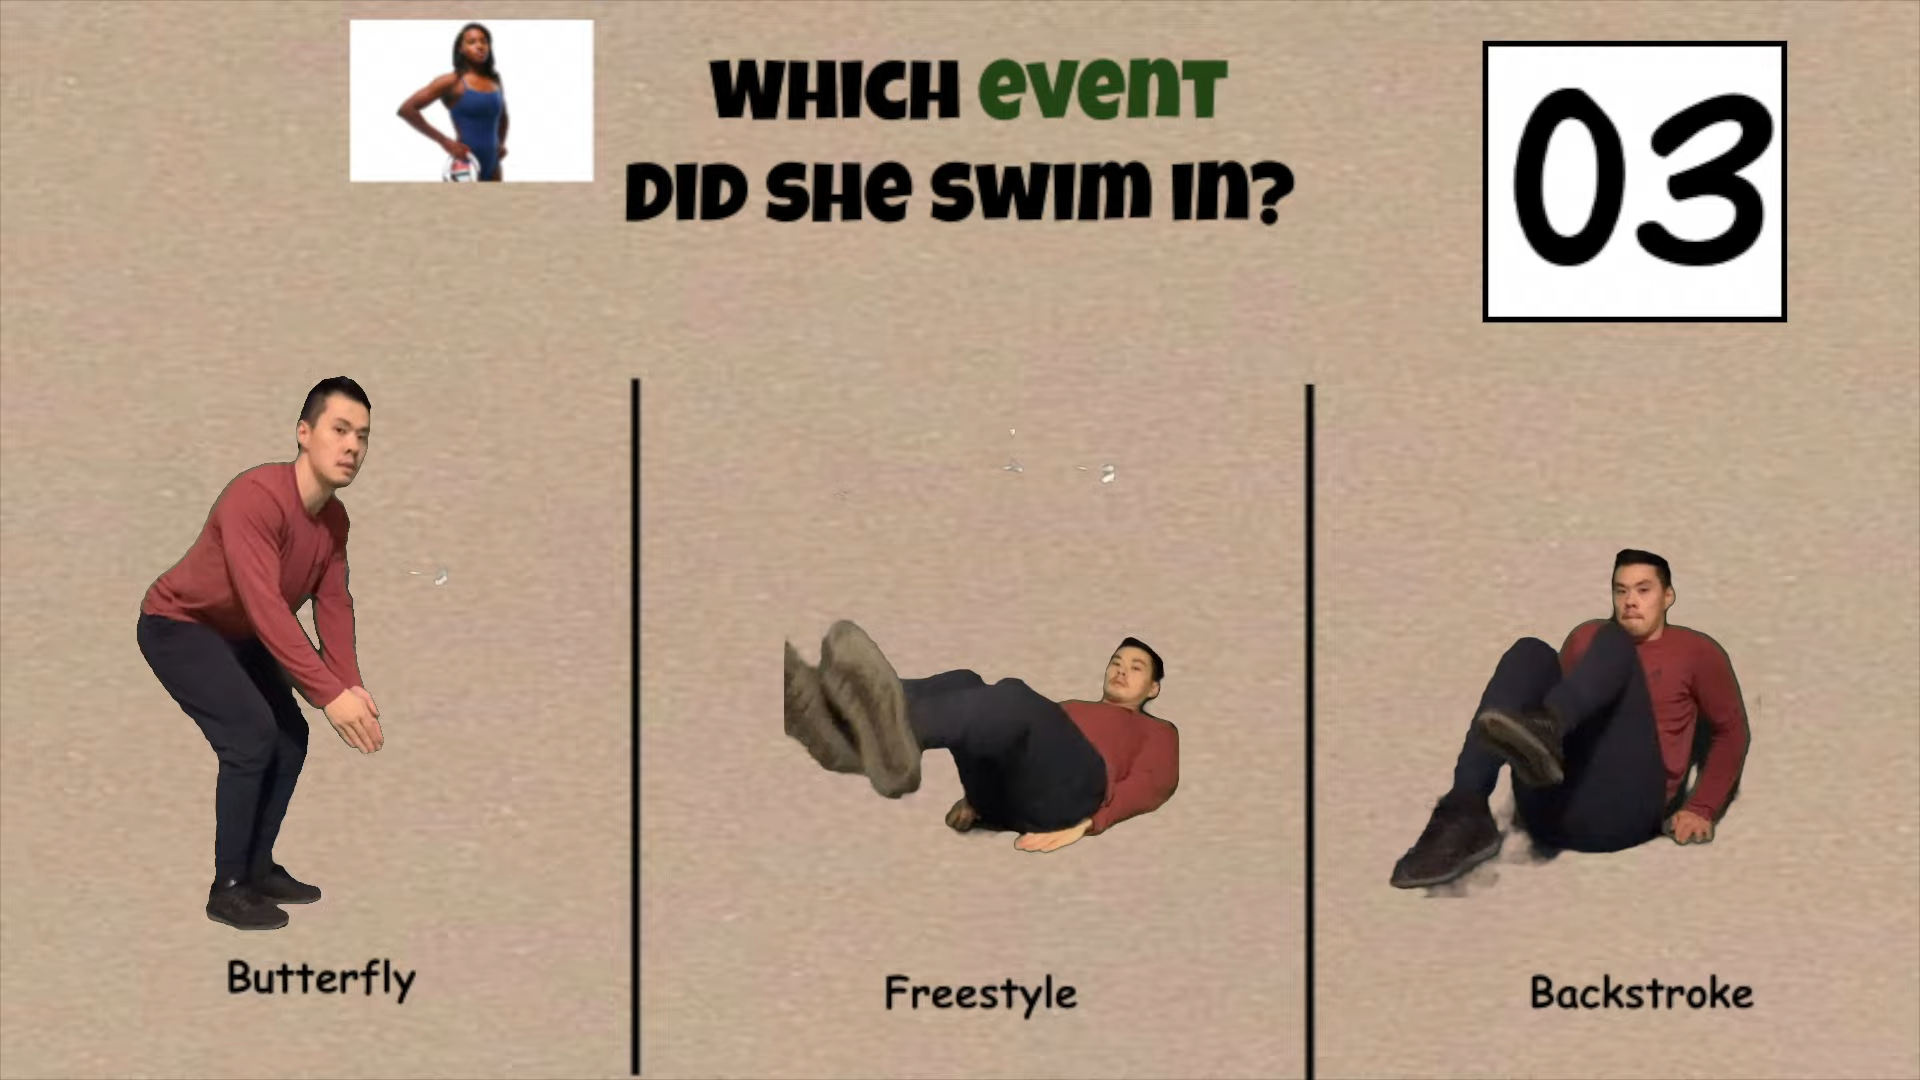 WHICH eVenT
DID SHe SWIM In?
03
Butterfly
Freestyle
Backstroke